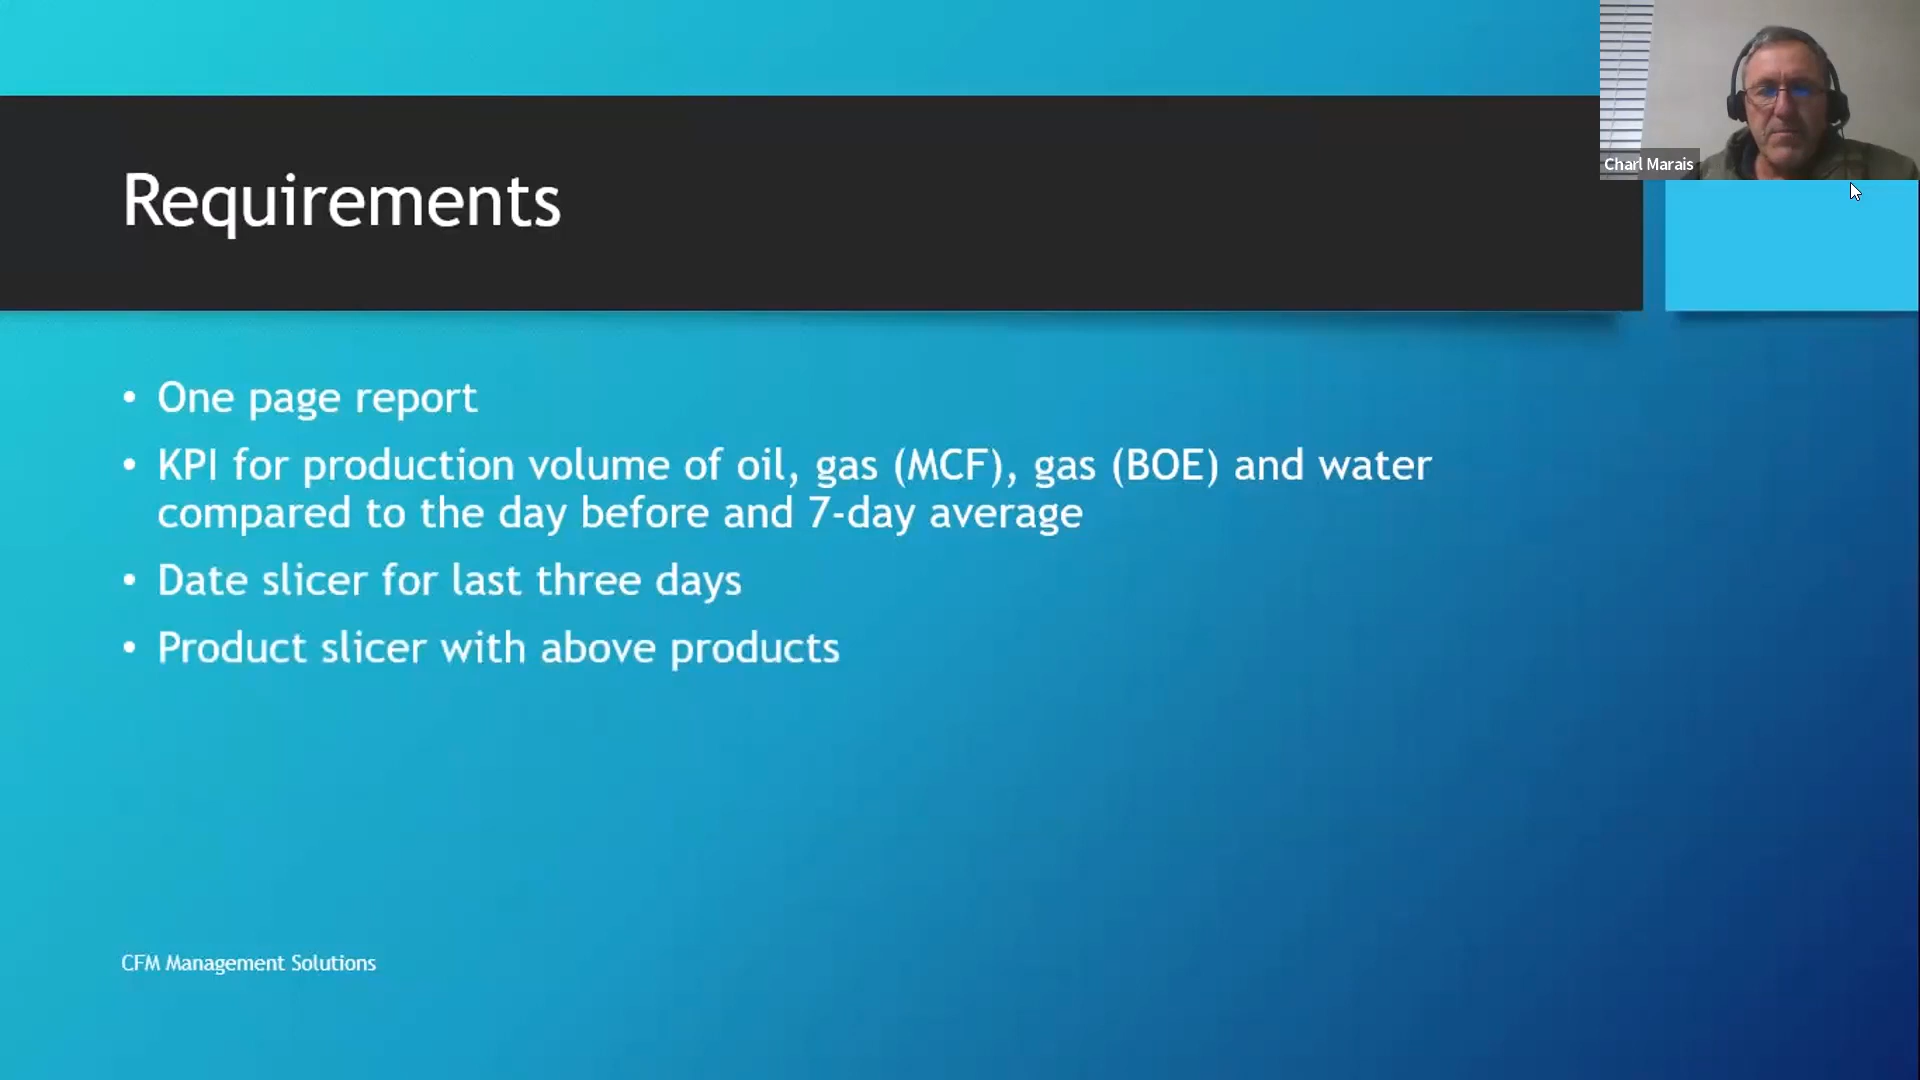 Charl Marais
Requirements
• One page report
• KPI for production volume of oil, gas (MCF), gas (BOE) and water
compared to the day before and 7-day average
• Date slicer for last three days
• Product slicer with above products
CFM Management Solutions